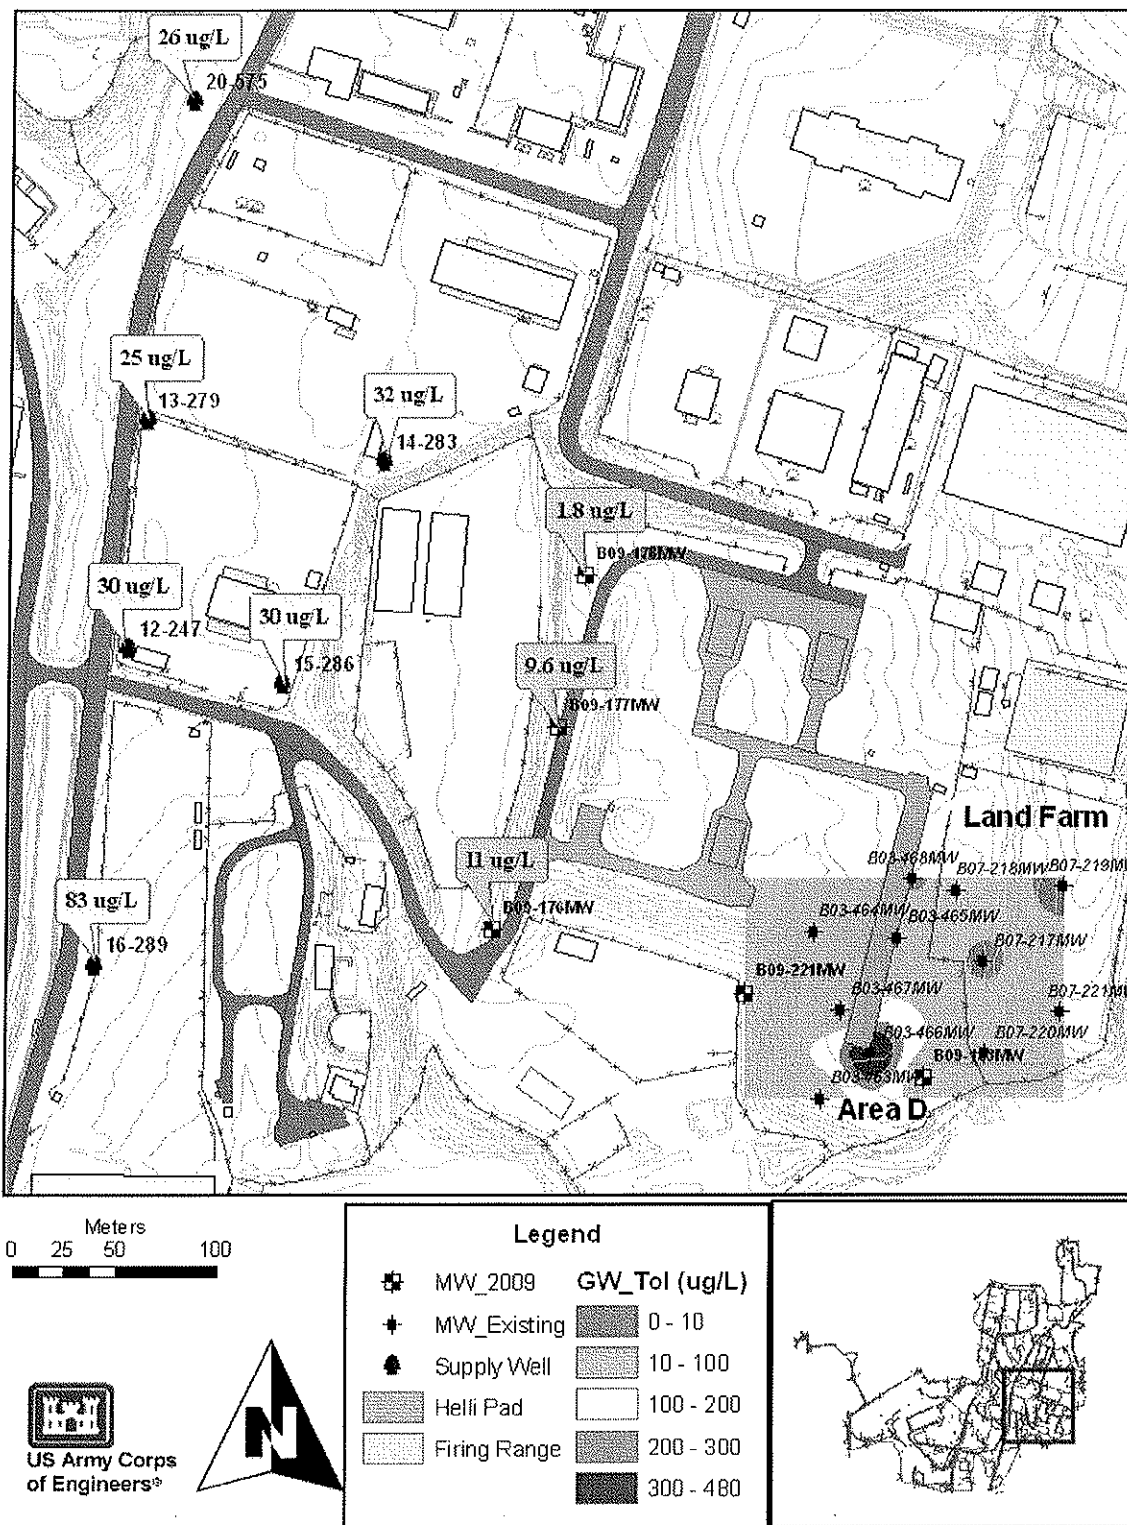 26 ug/L
20-575
25 ug/L
13-279
32 ug/L
14-283
1.8 ug/L
B09-178MW
30 ug/L
12-247
30 ug/L
15-286
9.6 ug/L
B09-177MW
Land Farm
11 ug/L
B09-176MW
83 ug/L
16-289
B03-468MW
B07-218MW
B07-219MW
B03-464MW
B03-465MW
B07-217MW
B09-221MW
B03-467MW
B07-221MW
B03-466MW
B07-220MW
B03-463MW
Area D
Meters
0 25 50 100
US Army Corps
of Engineers®
N
Legend
MW_2009
MW_Existing
Supply Well
Helli Pad
Firing Range
GW_Tol (ug/L)
0 - 10
10 - 100
100 - 200
200 - 300
300 - 480